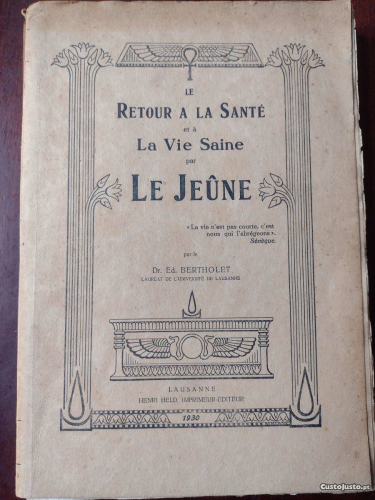 LE
RETOUR A LA SANTÉ
et à
LA VIE SAINE
par
LE JEÛNE
« La vie n'est pas courte, c'est
nous qui l'abrégeons ».
Sénèque.
par le
Dr. Ed. BERTHOLET
LAURÉAT DE L'UNIVERSITÉ DE LAUSANNE
LAUSANNE
HENRI HELD, IMPRIMEUR-ÉDITEUR
1930
CustoJusto.pt